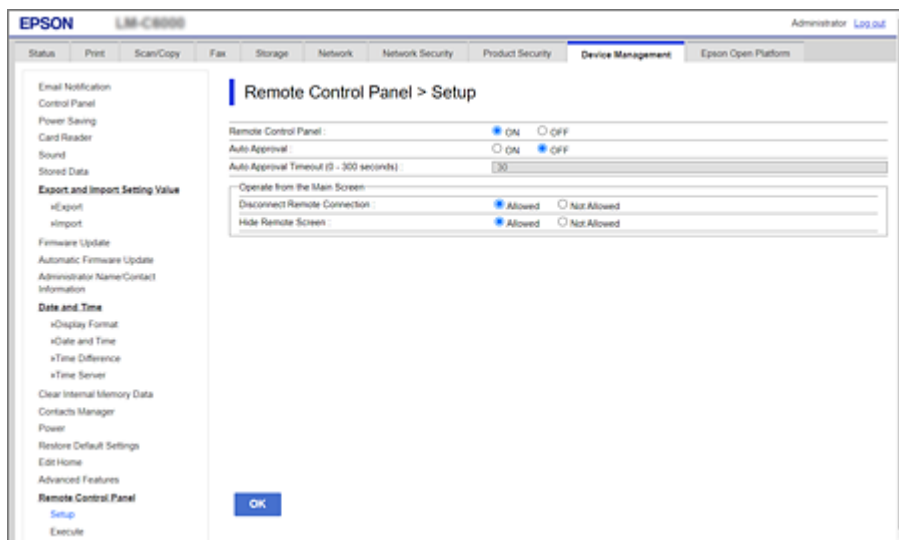 EPSON
Administrator Log out
Status Print Scan/Copy Fax Storage Network Network Security Product Security Device Management Epson Open Platform
Email Notification
Control Panel
Power Saving
Card Reader
Sound
Stored Data
Export and Import Setting Value
»Export
»Import
Firmware Update
Automatic Firmware Update
Administrator Name/Contact
Information
Date and Time
»Display Format
»Date and Time
»Time Difference
»Time Server
Clear Internal Memory Data
Contacts Manager
Power
Restore Default Settings
Edit Home
Advanced Features
Remote Control Panel
Setup
Execute
Remote Control Panel > Setup
Remote Control Panel : ON OFF
Auto Approval : ON OFF
Auto Approval Timeout (0 - 300 seconds) : 30
Operate from the Main Screen
Disconnect Remote Connection : Allowed Not Allowed
Hide Remote Screen : Allowed Not Allowed
OK